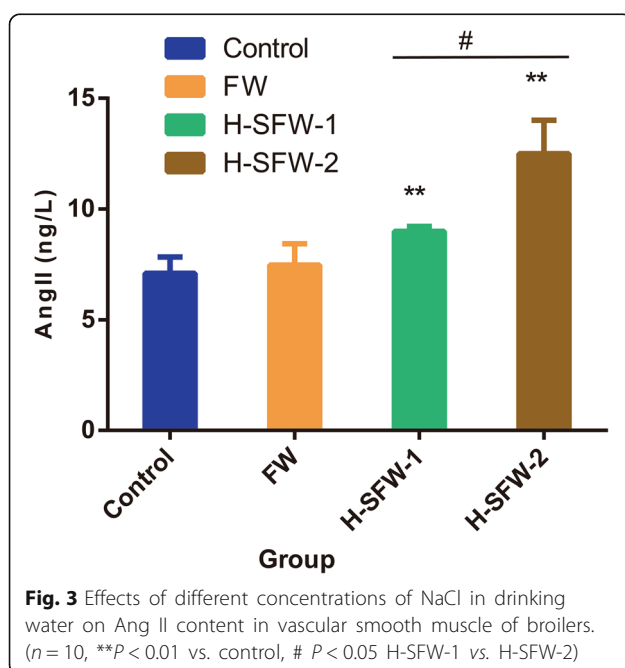 Control
FW
H-SFW-1
H-SFW-2
#
**
**
15
10
5
0
AngII (ng/L)
Control
FW
H-SFW-1
H-SFW-2
Group
Fig. 3 Effects of different concentrations of NaCl in drinking
water on Ang II content in vascular smooth muscle of broilers.
(n = 10, **P < 0.01 vs. control, # P < 0.05 H-SFW-1 vs. H-SFW-2)